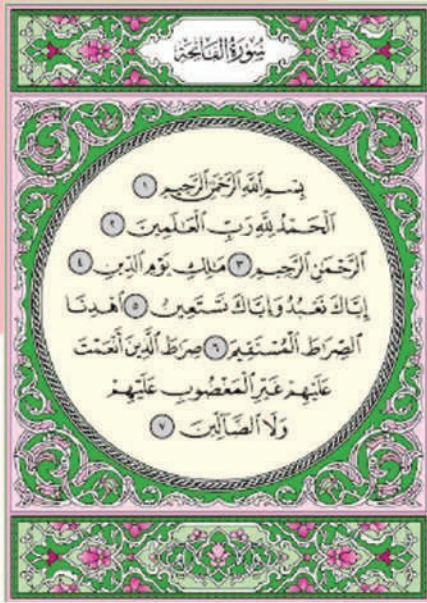 سُورَةُ الفَاتِحَةِ
بِسْمِ ٱللَّهِ ٱلرَّحْمَٰنِ ٱلرَّحِيمِ ١
ٱلْحَمْدُ لِلَّهِ رَبِّ ٱلْعَٰلَمِينَ ٢
ٱلرَّحْمَٰنِ ٱلرَّحِيمِ ٣ مَٰلِكِ يَوْمِ ٱلدِّينِ ٤
إِيَّاكَ نَعْبُدُ وَإِيَّاكَ نَسْتَعِينُ ٥ ٱهْدِنَا
ٱلصِّرَٰطَ ٱلْمُسْتَقِيمَ ٦ صِرَٰطَ ٱلَّذِينَ أَنْعَمْتَ
عَلَيْهِمْ غَيْرِ ٱلْمَغْضُوبِ عَلَيْهِمْ
وَلَا ٱلضَّآلِّينَ ٧